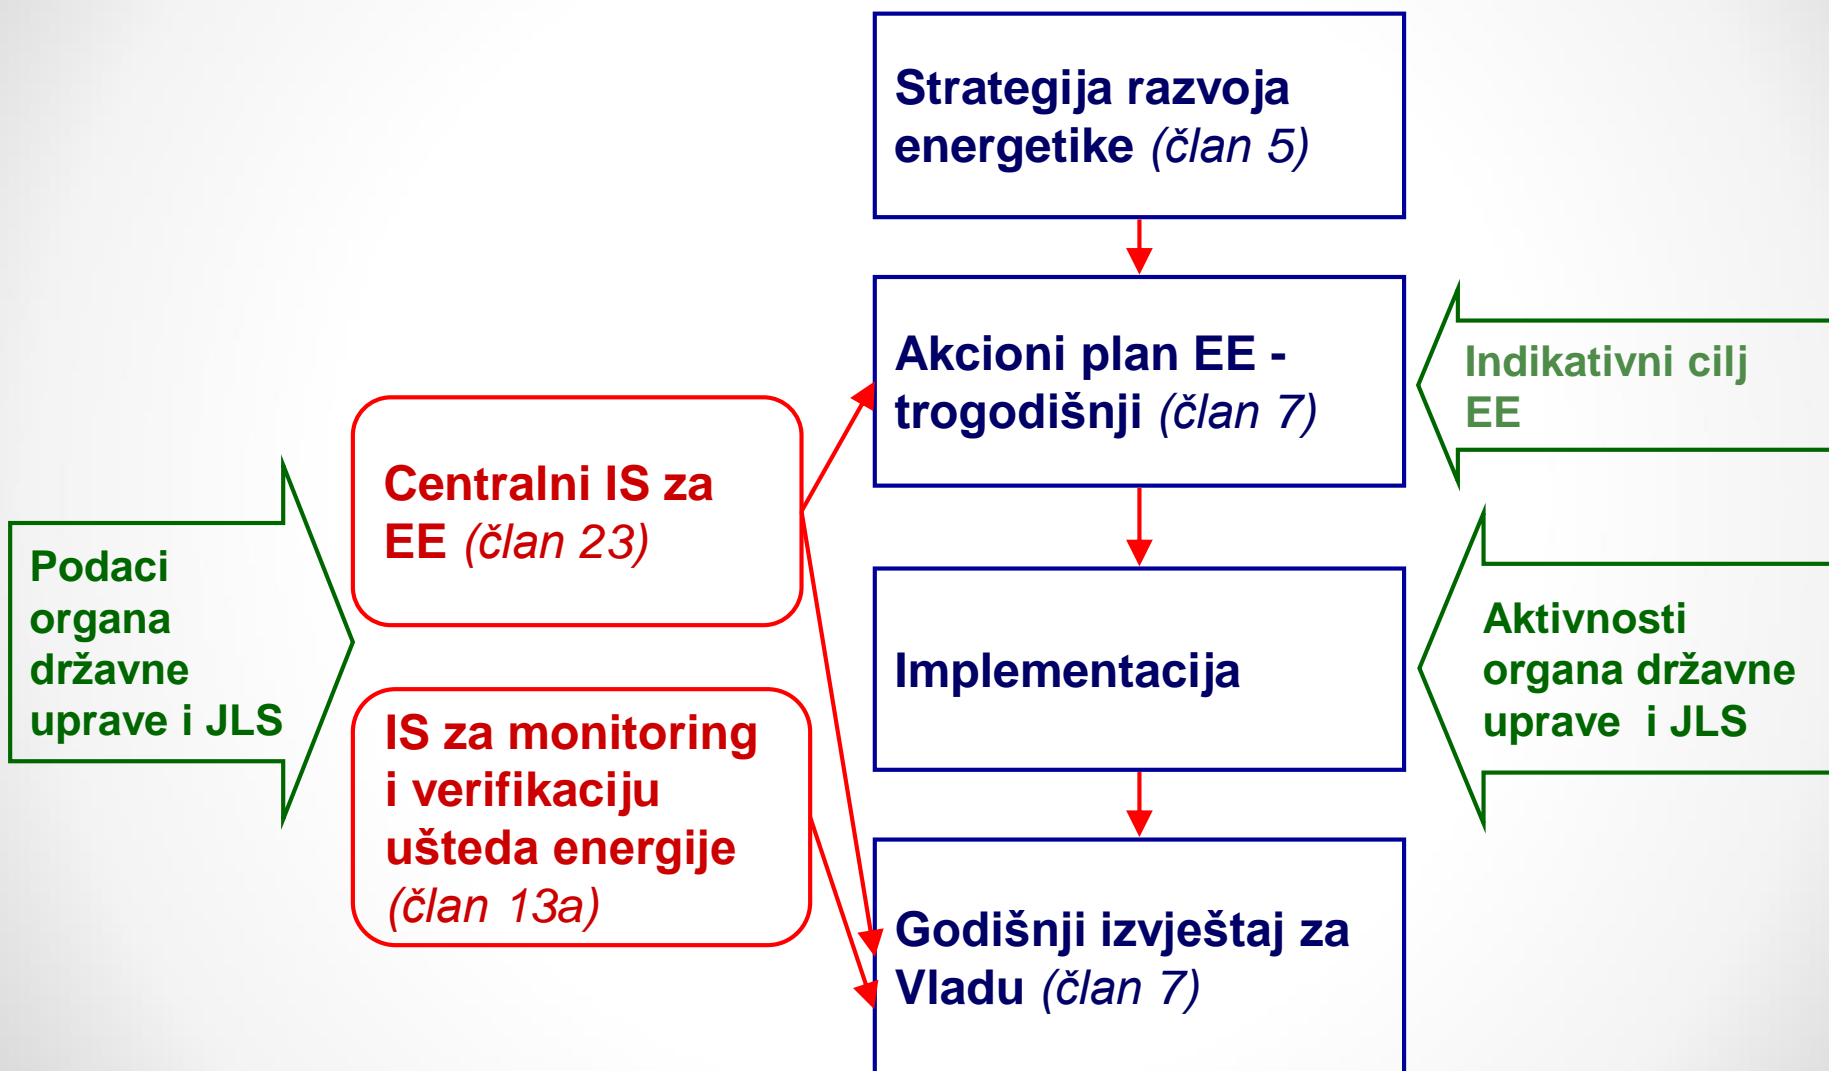 Strategija razvoja
energetike (član 5)
Akcioni plan EE -
trogodišnji (član 7)
Indikativni cilj
EE
Centralni IS za
EE (član 23)
Podaci
organa
državne
uprave i JLS
Implementacija
Aktivnosti
organa državne
uprave  i JLS
IS za monitoring
i verifikaciju
ušteda energije
(član 13a)
Godišnji izvještaj za
Vladu (član 7)